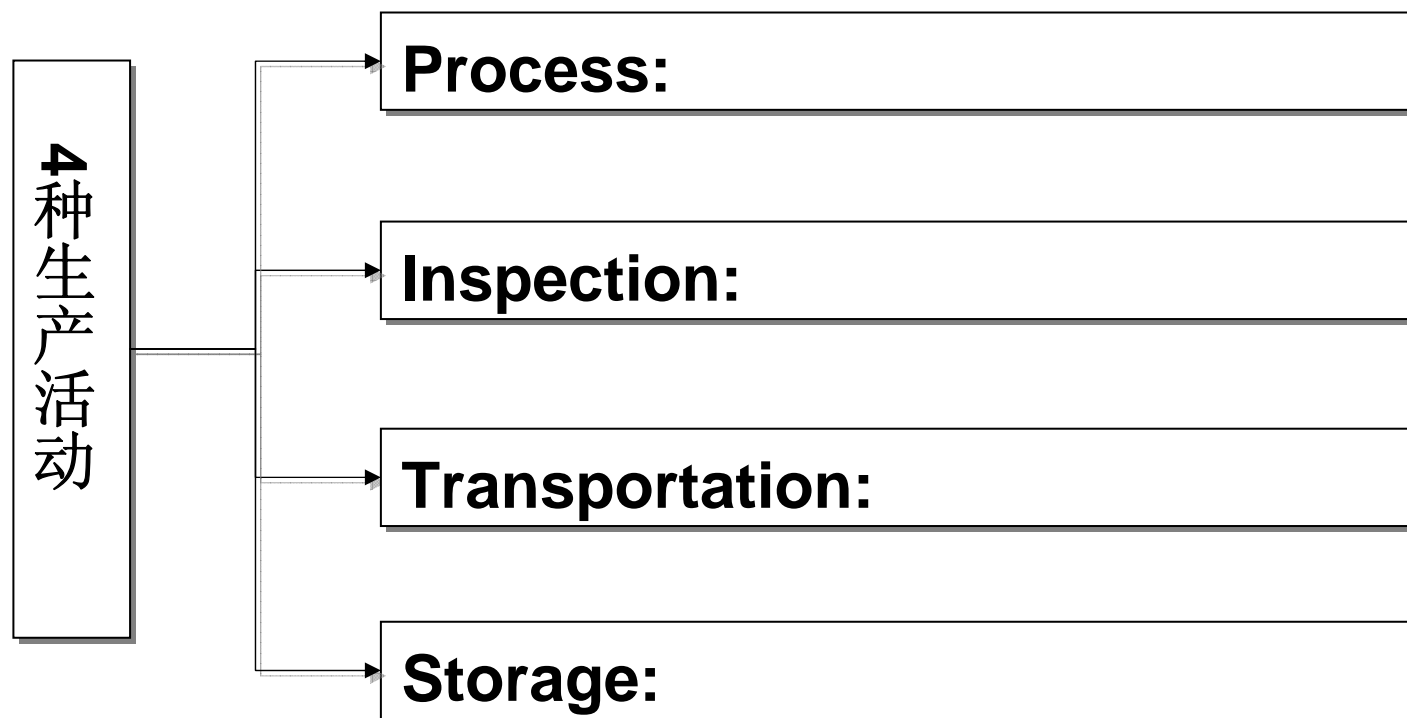 4种生产活动
Process:
Inspection:
Transportation:
Storage: